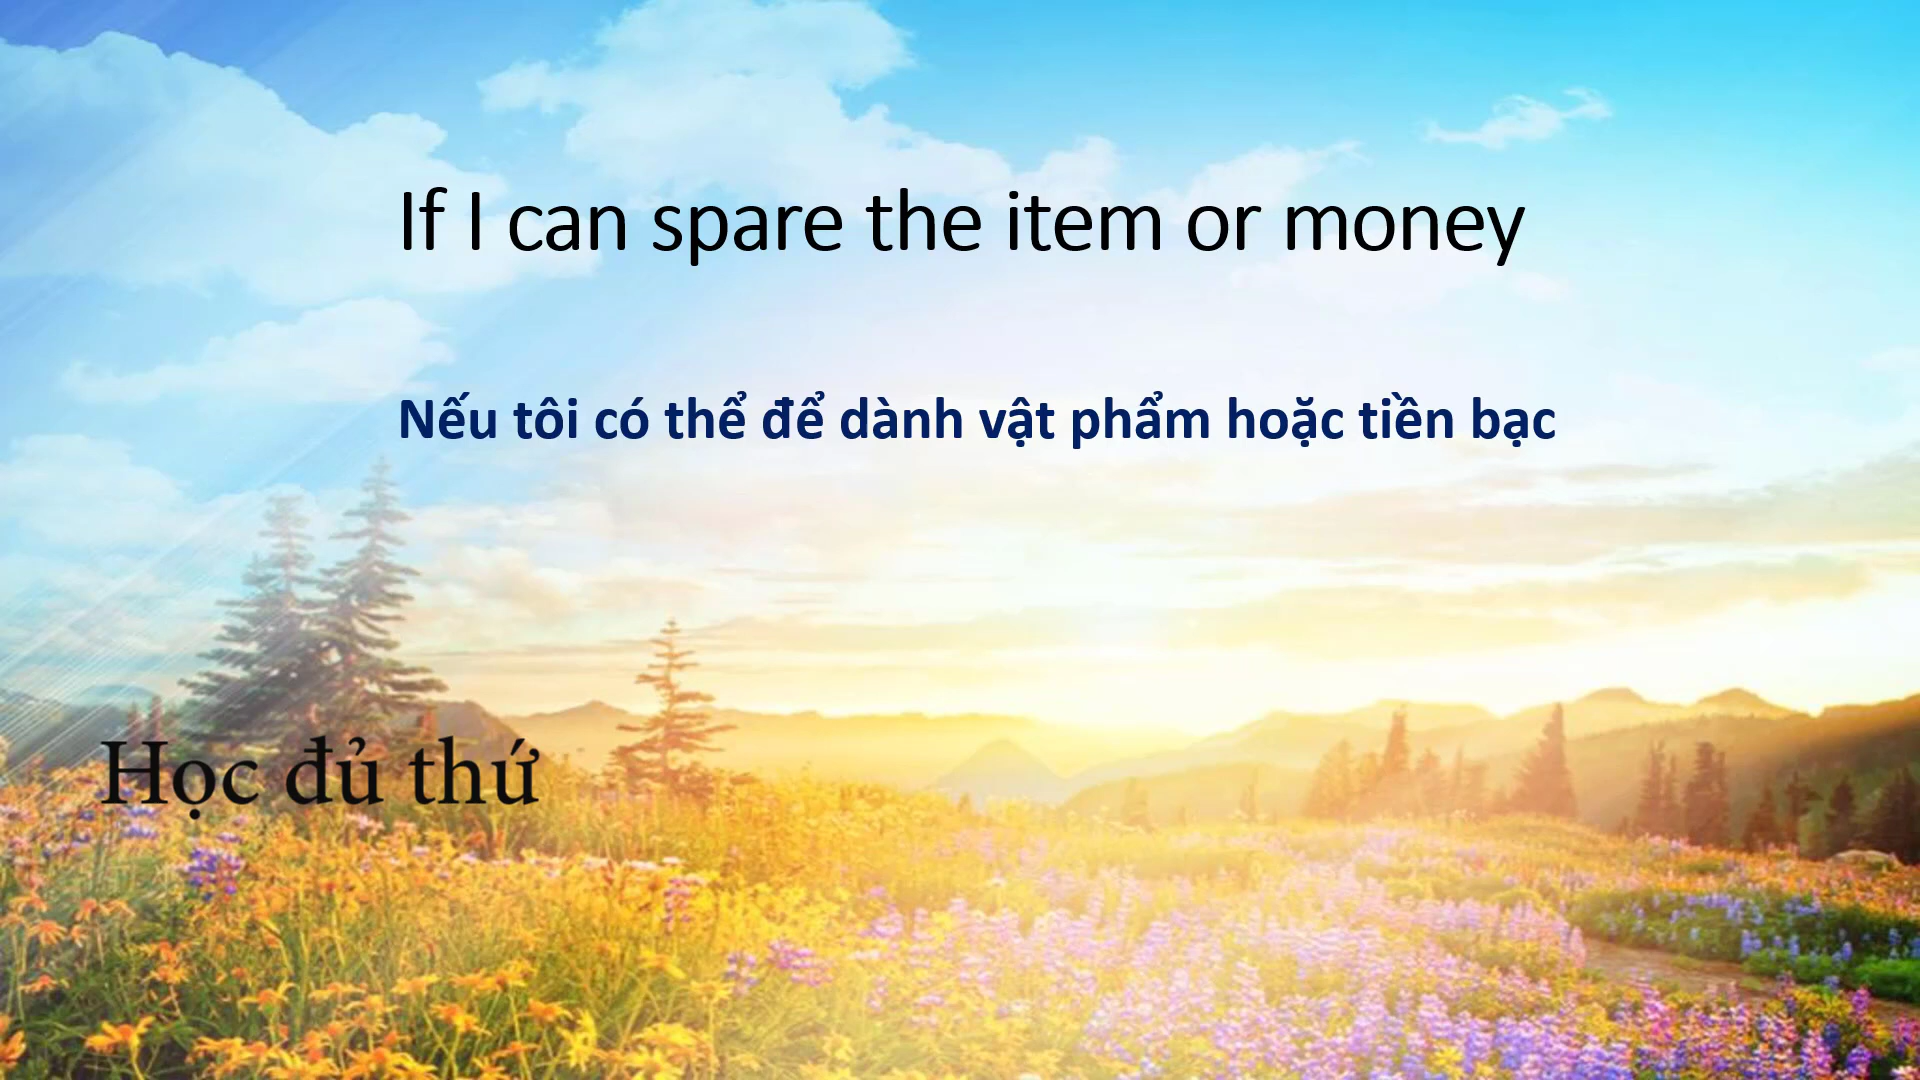 If I can spare the item or money
Nếu tôi có thể để dành vật phẩm hoặc tiền bạc
Học đủ thứ